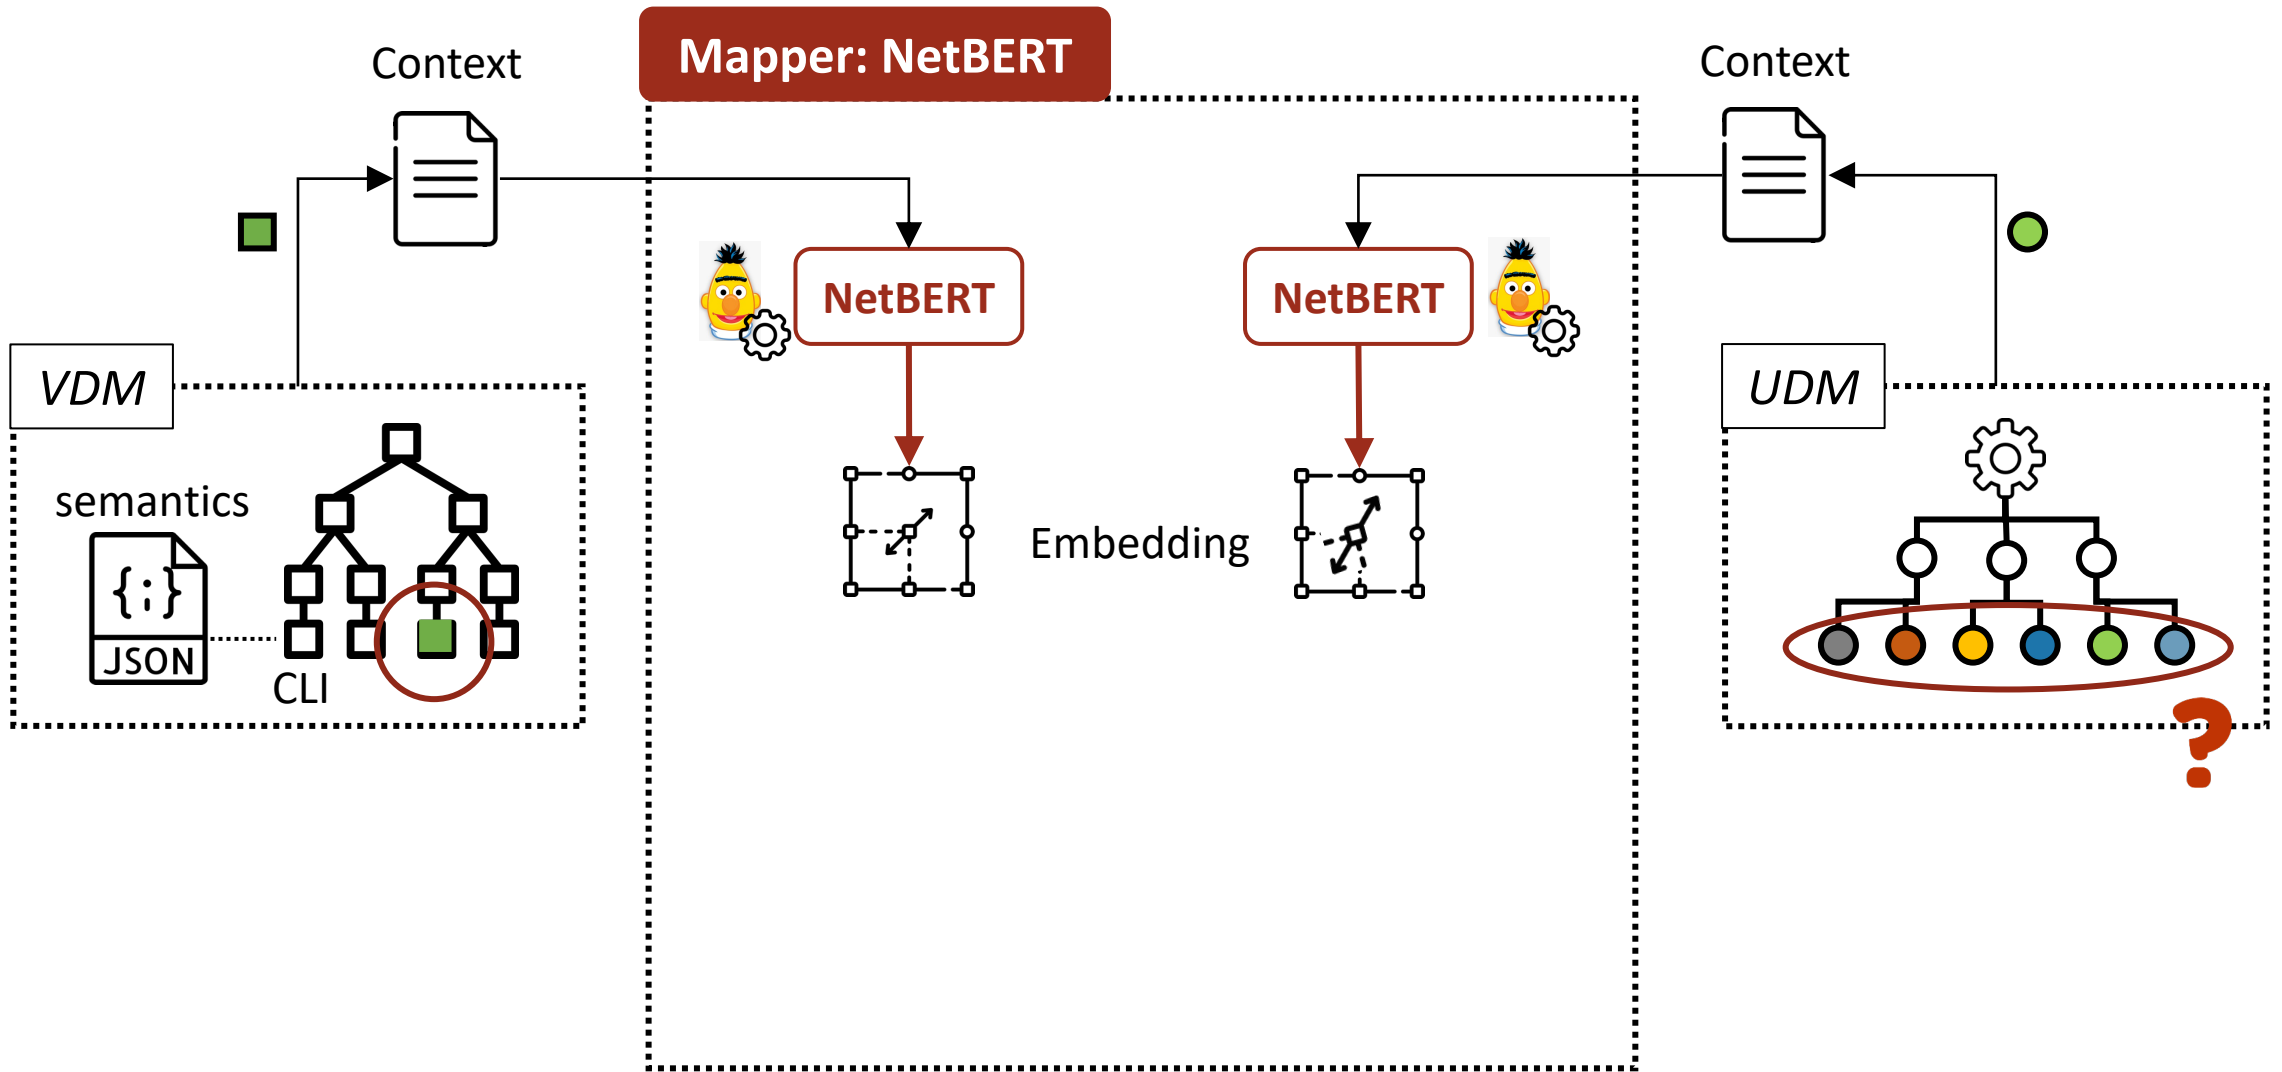 Mapper: NetBERT
Context
Context
NetBERT
NetBERT
VDM
UDM
semantics
{;}
JSON
CLI
Embedding
?